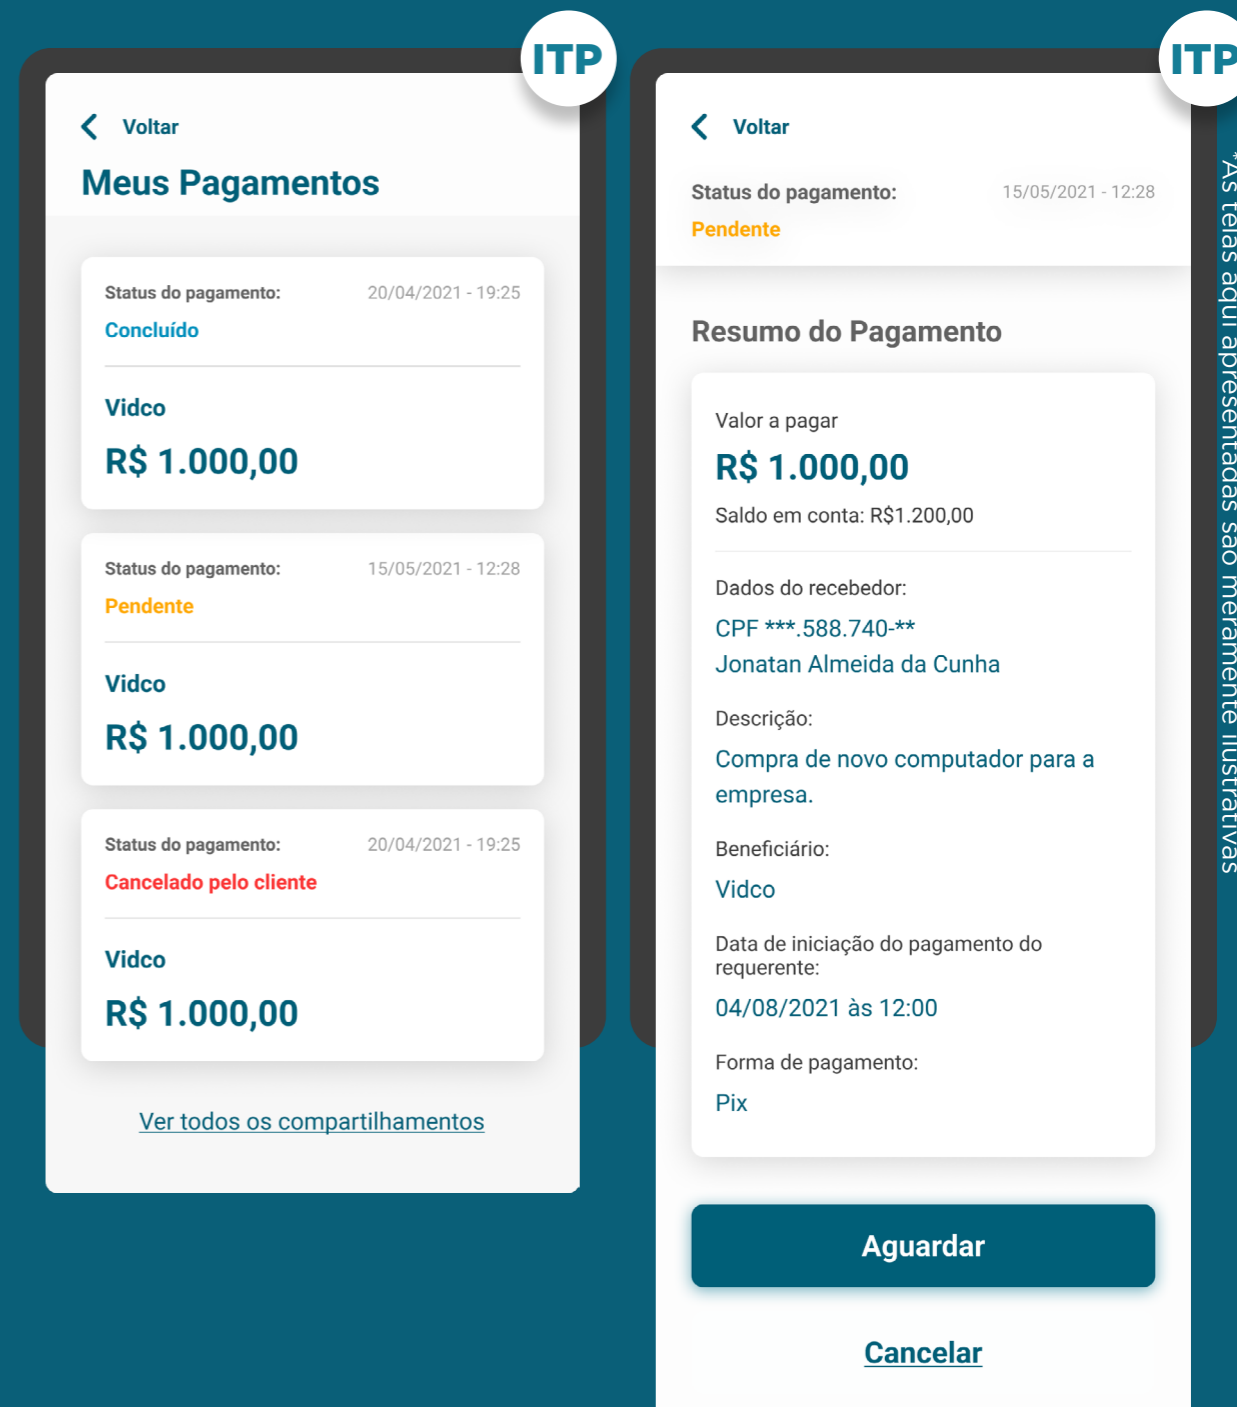 ITP
Voltar
Meus Pagamentos
Status do pagamento:
20/04/2021 - 19:25
Concluído
Vidco
R$ 1.000,00
Status do pagamento:
15/05/2021 - 12:28
Pendente
Vidco
R$ 1.000,00
Status do pagamento:
20/04/2021 - 19:25
Cancelado pelo cliente
Vidco
R$ 1.000,00
Ver todos os compartilhamentos
ITP
Voltar
Status do pagamento:
15/05/2021 - 12:28
Pendente
Resumo do Pagamento
Valor a pagar
R$ 1.000,00
Saldo em conta: R$1.200,00
Dados do recebedor:
CPF ***.588.740-**
Jonatan Almeida da Cunha
Descrição:
Compra de novo computador para a
empresa.
Beneficiário:
Vidco
Data de iniciação do pagamento do
requerente:
04/08/2021 às 12:00
Forma de pagamento:
Pix
Aguardar
Cancelar
*As telas aqui apresentadas são meramente ilustrativas